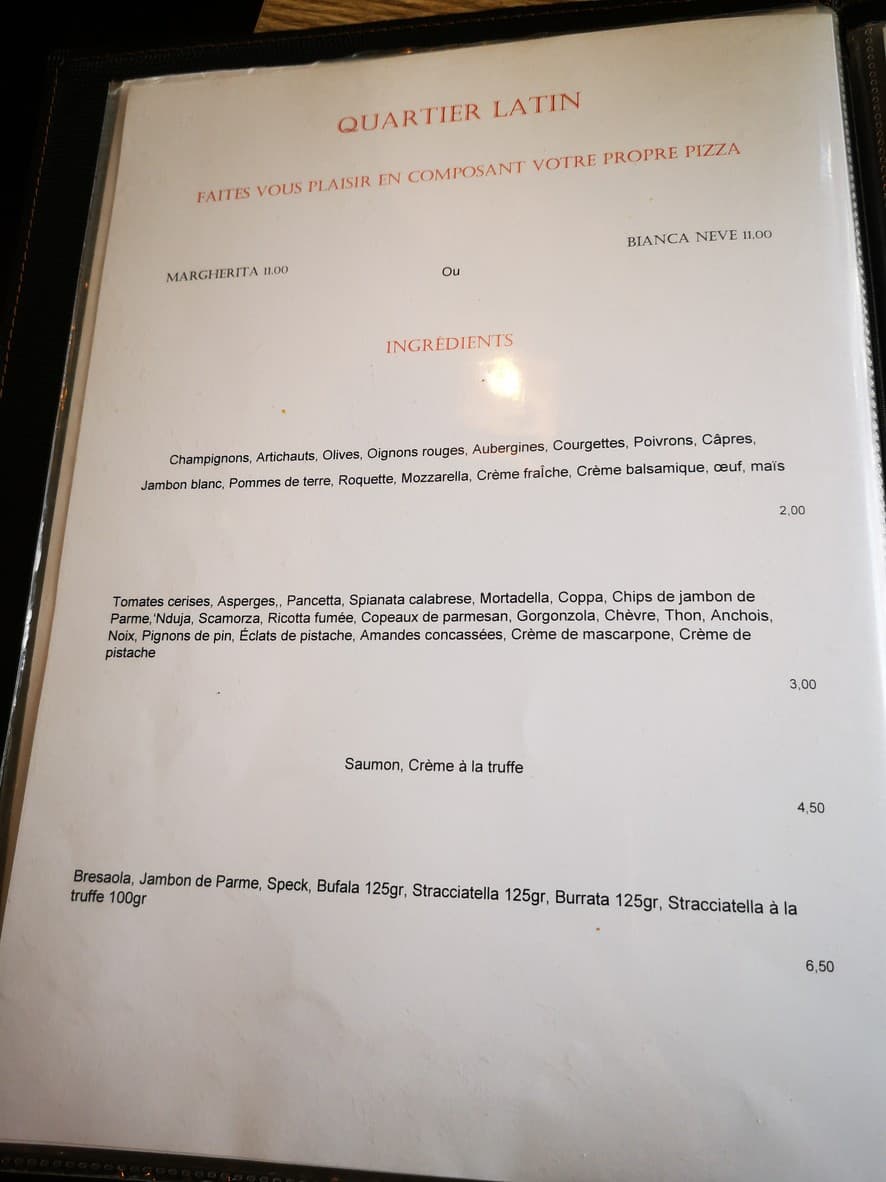 QUARTIER LATIN
FAITES VOUS PLAISIR EN COMPOSANT VOTRE PROPRE PIZZA
BIANCA NEVE 11.00
MARGHERITA 11.00
Ou
INGRÉDIENTS
Champignons, Artichauts, Olives, Oignons rouges, Aubergines, Courgettes, Poivrons, Câpres,
Jambon blanc, Pommes de terre, Roquette, Mozzarella, Crème fraîche, Crème balsamique, œuf, maïs
2,00
Tomates cerises, Asperges,, Pancetta, Spianata calabrese, Mortadella, Coppa, Chips de jambon de
Parme,'Nduja, Scamorza, Ricotta fumée, Copeaux de parmesan, Gorgonzola, Chèvre, Thon, Anchois,
Noix, Pignons de pin, Éclats de pistache, Amandes concassées, Crème de mascarpone, Crème de
pistache
3,00
Saumon, Crème à la truffe
4,50
Bresaola, Jambon de Parme, Speck, Bufala 125gr, Stracciatella 125gr, Burrata 125gr, Stracciatella à la
truffe 100gr
6,50